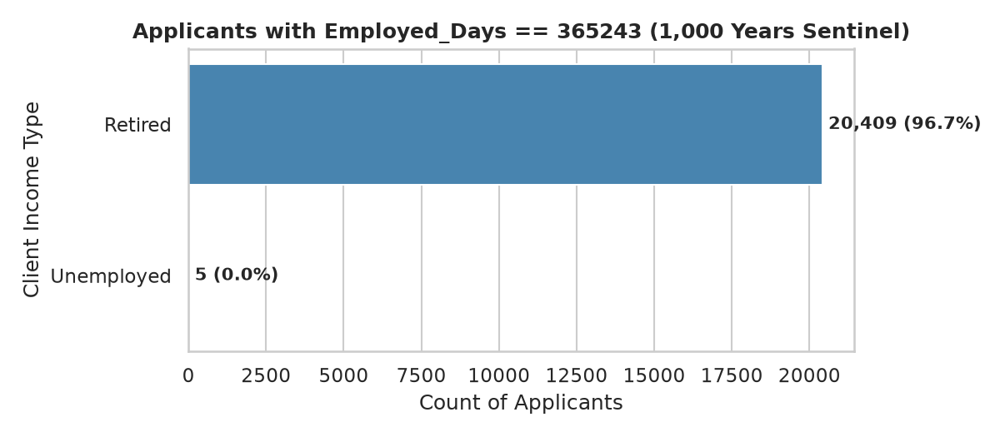 Applicants with Employed_Days == 365243 (1,000 Years Sentinel)
Client Income Type
Retired
20,409 (96.7%)
Unemployed
5 (0.0%)
0 2500 5000 7500 10000 12500 15000 17500 20000
Count of Applicants